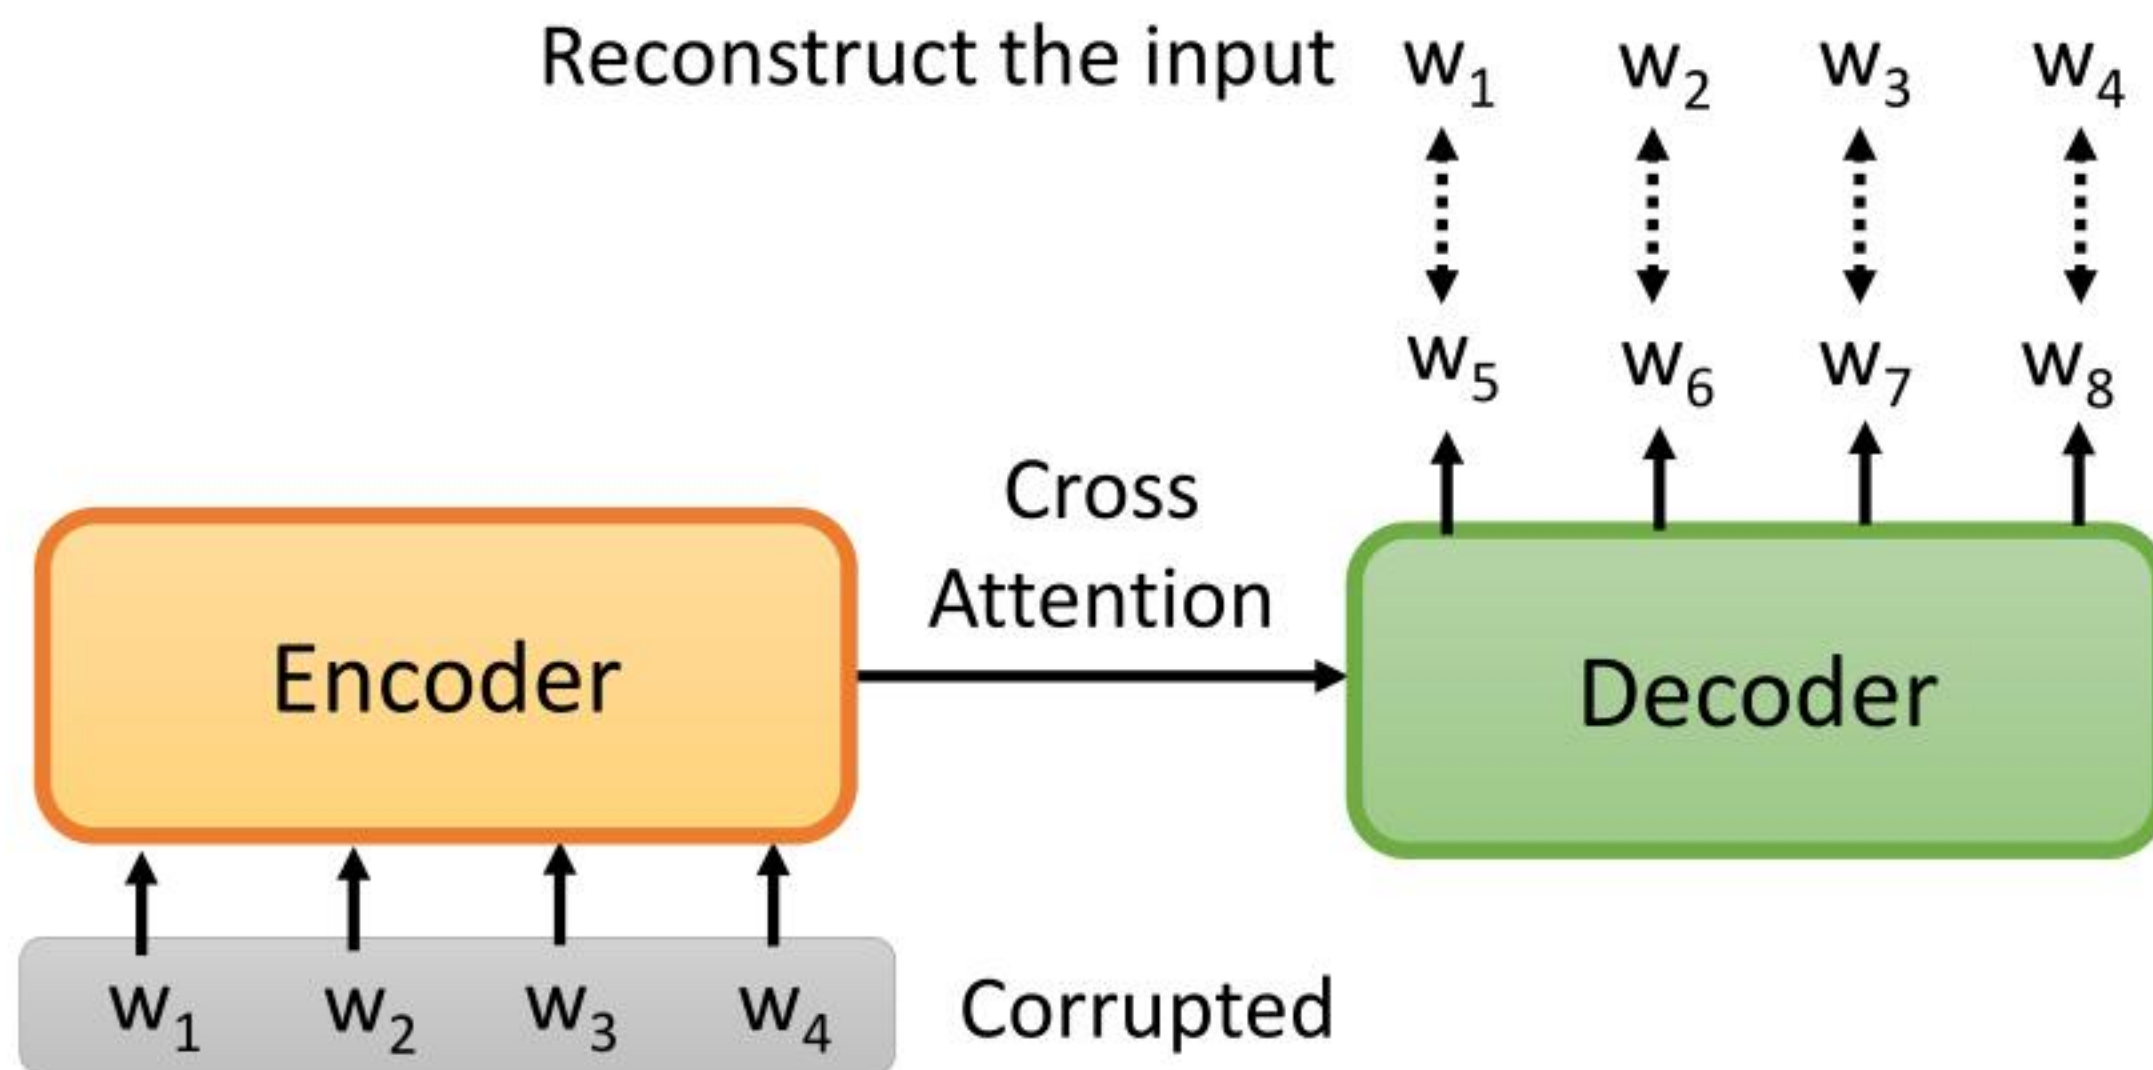 Reconstruct the input w₁ w₂ w₃ w₄
w₅ w₆ w₇ w₈
Cross
Attention
Encoder
Decoder
w₁ w₂ w₃ w₄ Corrupted